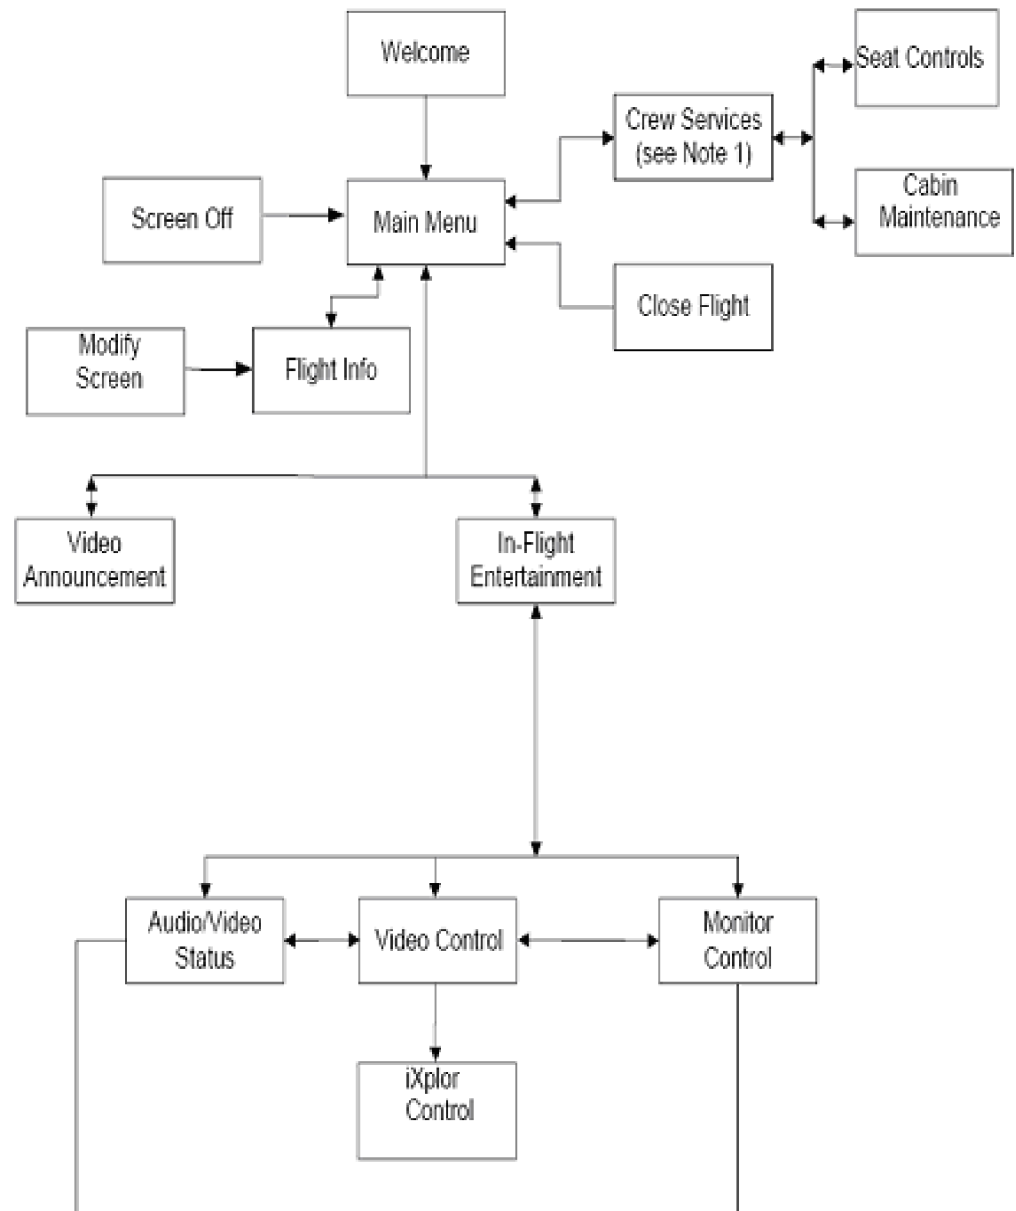 Welcome
Seat Controls
Crew Services
(see Note 1)
Cabin
Maintenance
Screen Off
Main Menu
Close Flight
Modify
Screen
Flight Info
Video
Announcement
In-Flight
Entertainment
Audio/Video
Status
Video Control
Monitor
Control
iXplor
Control